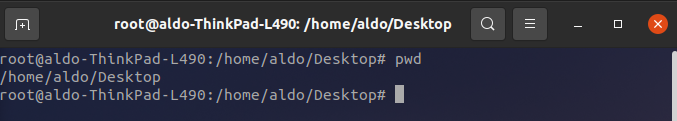 root@aldo-ThinkPad-L490: /home/aldo/Desktop
root@aldo-ThinkPad-L490:/home/aldo/Desktop# pwd
/home/aldo/Desktop
root@aldo-ThinkPad-L490:/home/aldo/Desktop#